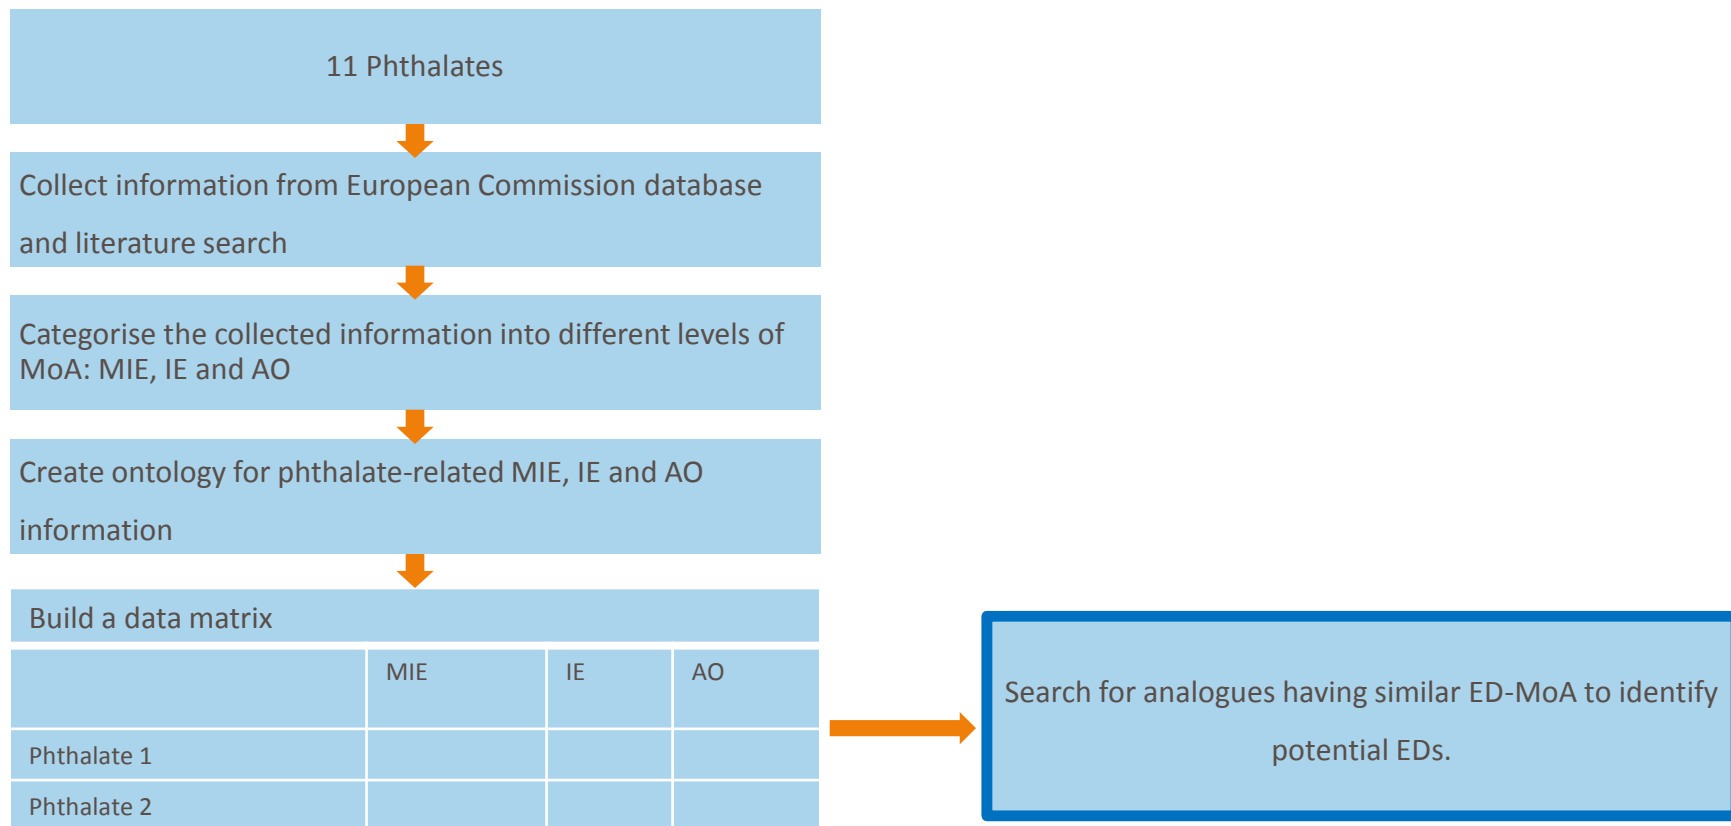 11 Phthalates
Collect information from European Commission database
and literature search
Categorise the collected information into different levels of
MoA: MIE, IE and AO
Create ontology for phthalate-related MIE, IE and AO
information
Build a data matrix
MIE IE AO
Phthalate 1
Phthalate 2
Search for analogues having similar ED-MoA to identify
potential EDs.